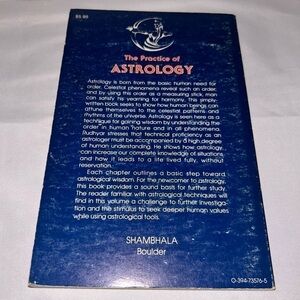 $5.95
The Practice of
ASTROLOGY
Astrology is born from the basic human need for
order. Celestial phenomena reveal such an order,
and by using this order as a measuring stick, man
can satisfy his yearning for harmony. This simply-
written book seeks to show how human beings can
attune themselves to the celestial patterns and
rhythms of the universe. Astrology is seen here as a
technique for gaining wisdom by understanding the
order in human nature and in all phenomena.
Rudhyar stresses that technical proficiency as an
astrologer must be accompanied by a high degree
of human understanding. He shows how astrology
can increase our complete knowledge of situations
and how it leads to a life lived fully, without
reservation.
Each chapter outlines a basic step toward
astrological wisdom. For the newcomer to astrology,
this book provides a sound basis for further study.
The reader familiar with astrological techniques will
find in this volume a challenge to further investiga-
tion and the stimulus to seek deeper human values
while using astrological tools.
SHAMBHALA
Boulder
0-394-73576-5